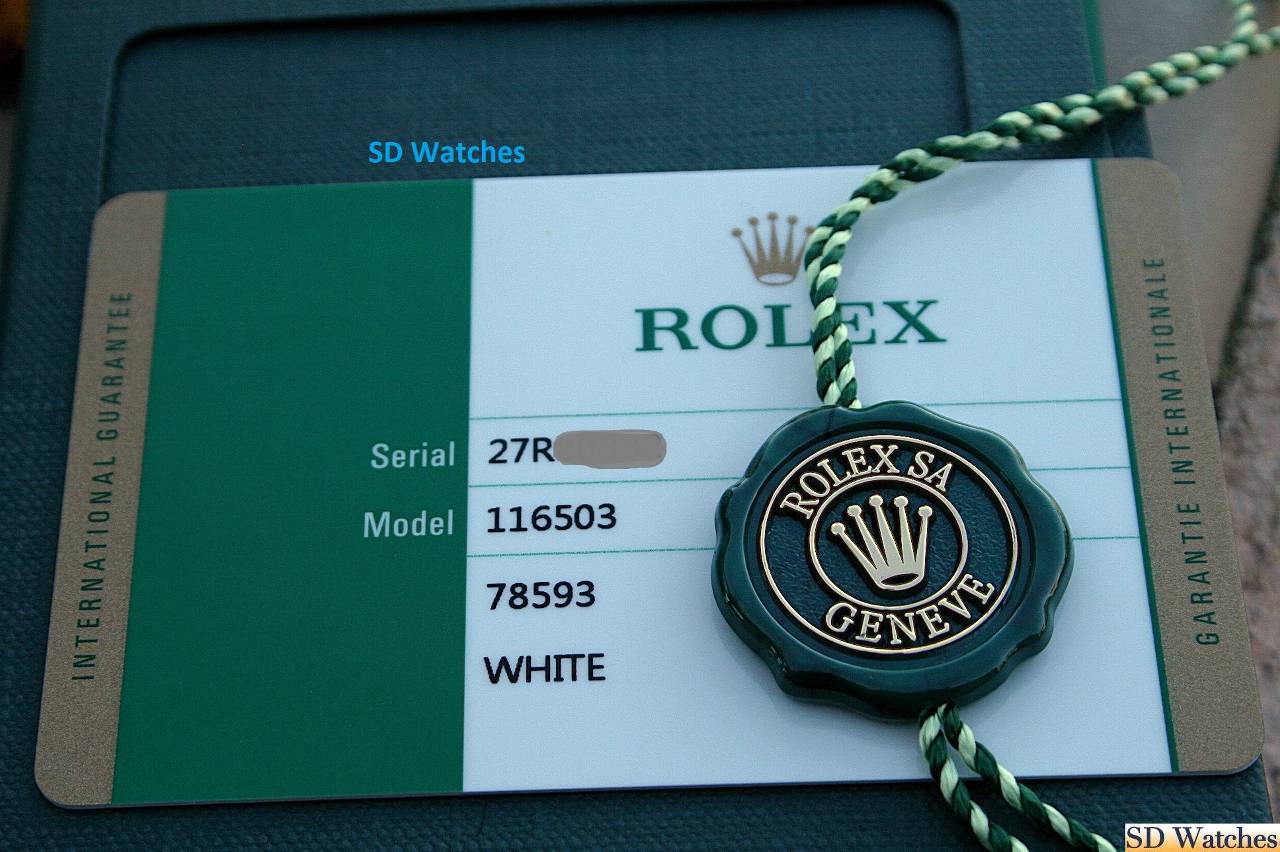 SD Watches
INTERNATIONAL GUARANTEE
ROLEX
Serial 27R
Model 116503
78593
WHITE
ROLEX SA
GENEVE
GARANTIE INTERNATIONALE
SD Watches